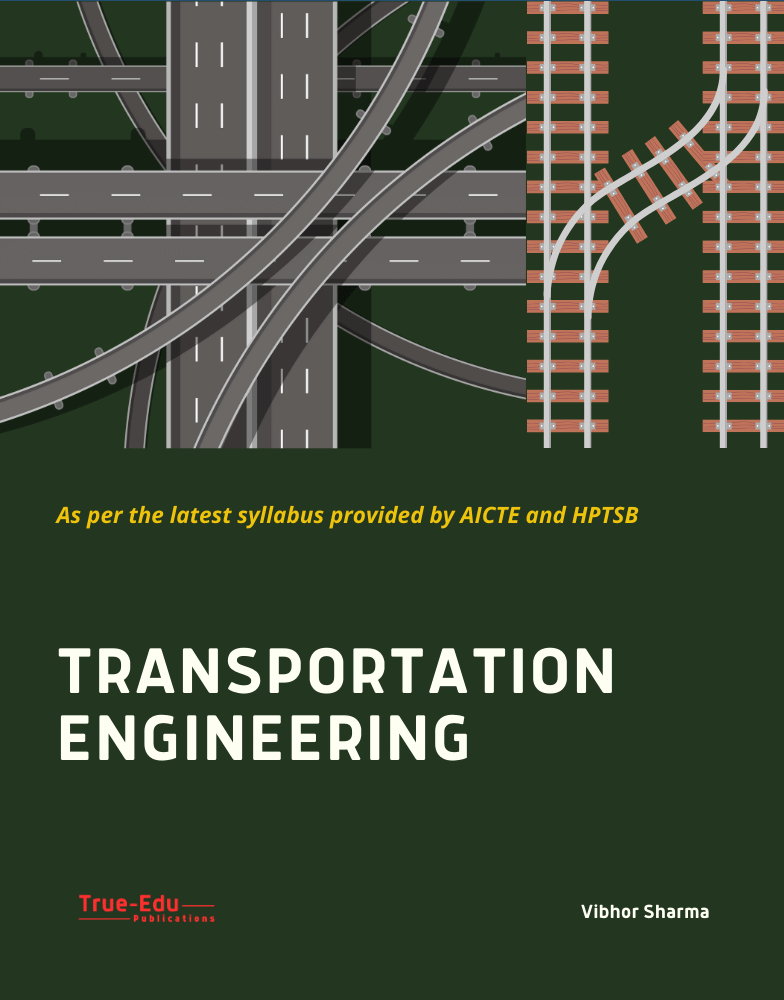 As per the latest syllabus provided by AICTE and HPTSB
TRANSPORTATION
ENGINEERING
True-Edu
Publications
Vibhor Sharma